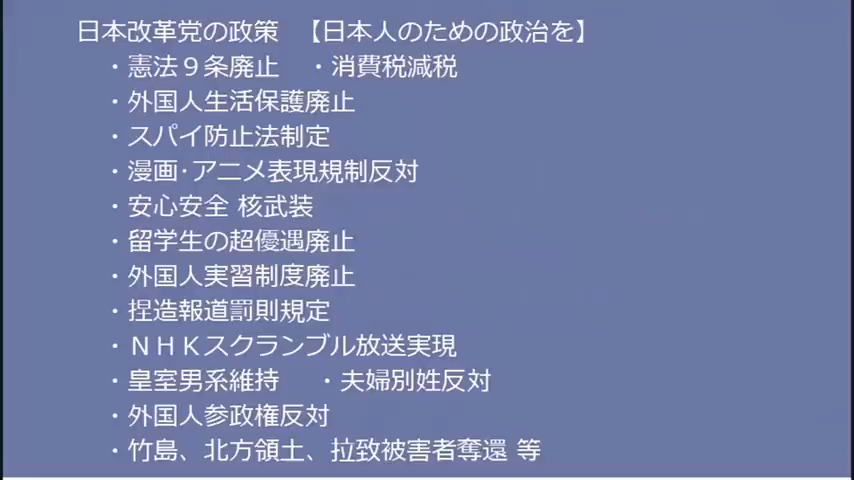 日本改革党の政策　【日本人のための政治を】
・憲法９条廃止　・消費税減税
・外国人生活保護廃止
・スパイ防止法制定
・漫画・アニメ表現規制反対
・安心安全 核武装
・留学生の超優遇廃止
・外国人実習制度廃止
・捏造報道罰則規定
・ＮＨＫスクランブル放送実現
・皇室男系維持　・夫婦別姓反対
・外国人参政権反対
・竹島、北方領土、拉致被害者奪還 等